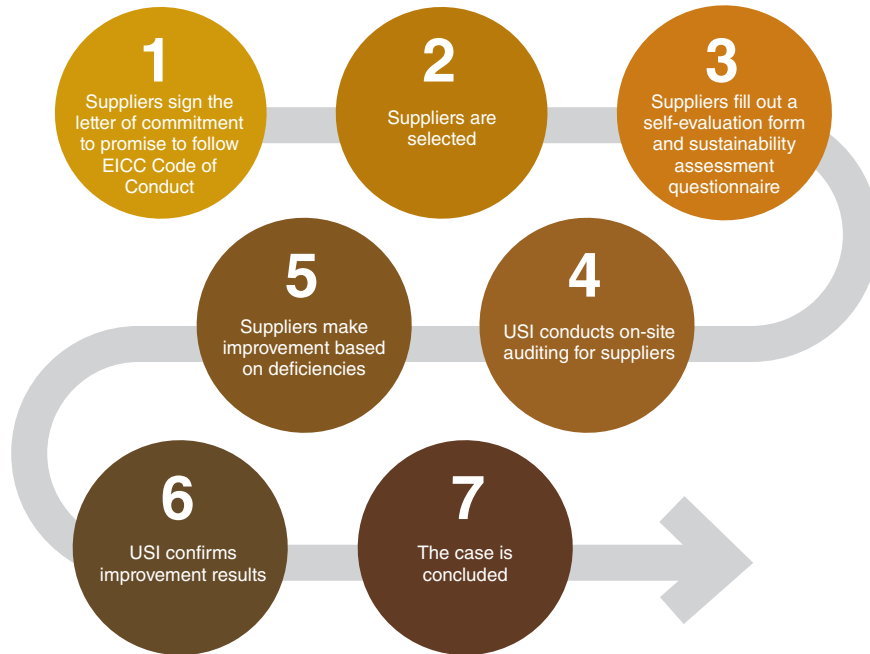 1
Suppliers sign the
letter of commitment
to promise to follow
EICC Code of
Conduct
2
Suppliers are
selected
3
Suppliers fill out a
self-evaluation form
and sustainability
assessment
questionnaire
4
USI conducts on-site
auditing for suppliers
5
Suppliers make
improvement based
on deficiencies
6
USI confirms
improvement results
7
The case is
concluded